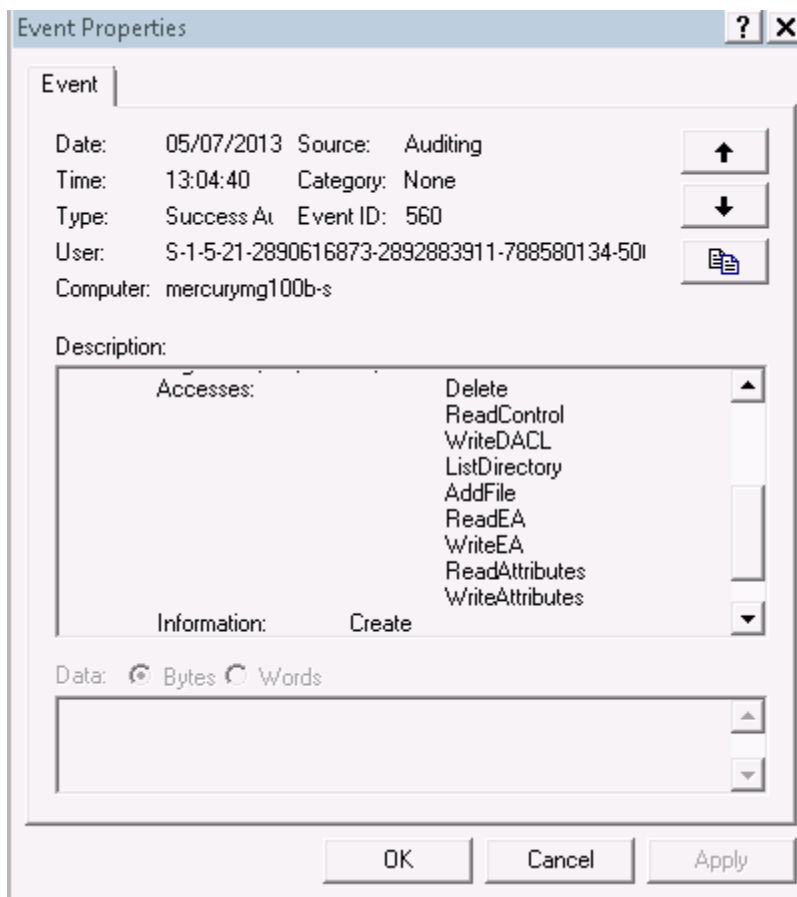 Event Properties
Event
Date: 05/07/2013 Source: Auditing
Time: 13:04:40 Category: None
Type: Success Event ID: 560
User: S-1-5-21-2890616873-2892883911-788580134-50
Computer: mercurymg100b-s
Description:
Accesses: Delete
ReadControl
WriteDACL
ListDirectory
AddFile
ReadEA
WriteEA
ReadAttributes
WriteAttributes
Information: Create
Data: Bytes Words
OK Cancel Apply